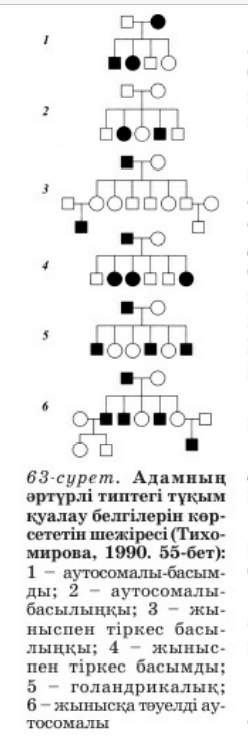 1
2
3
4
5
6
63-сурет. Адамның
әртүрлі типтегі тұқым
қуалау белгілерін көр-
сететін шежіресі (Тихо-
мирова, 1990. 55-бет):
1 – аутосомалы-басым-
ды; 2 – аутосомалы-
басылыңқы; 3 – жы-
ныспен тіркес басы-
лыңқы; 4 – жыныс-
пен тіркес басымды;
5 – голандрикалық;
6 – жынысқа тәуелді ау-
тосомалы